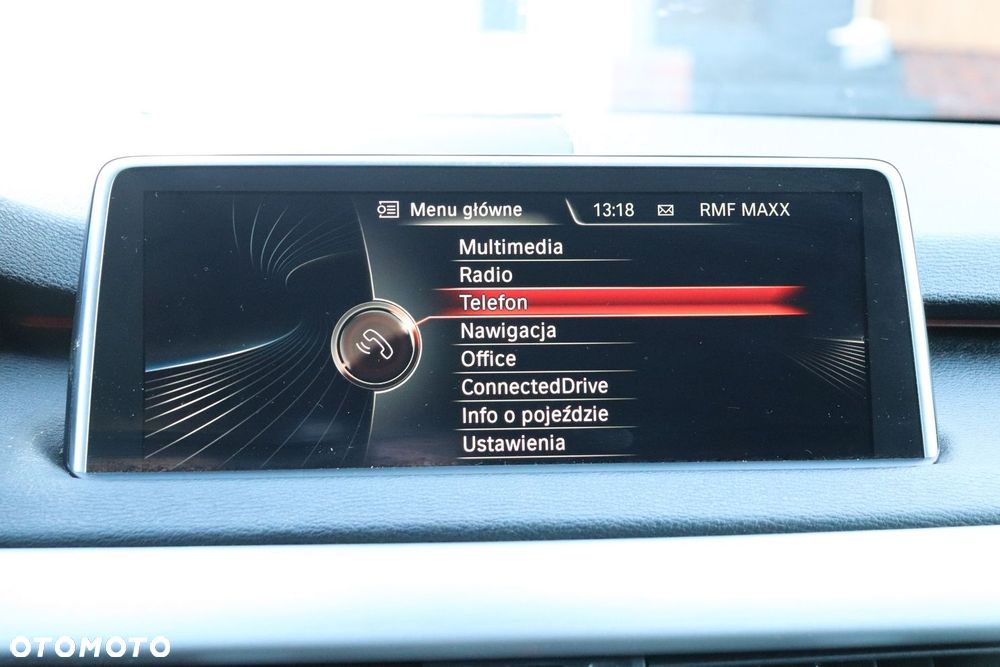 Menu główne 13:18 RMF MAXX
Multimedia
Radio
Telefon
Nawigacja
Office
ConnectedDrive
Info o pojeździe
Ustawienia
OTOMOTO